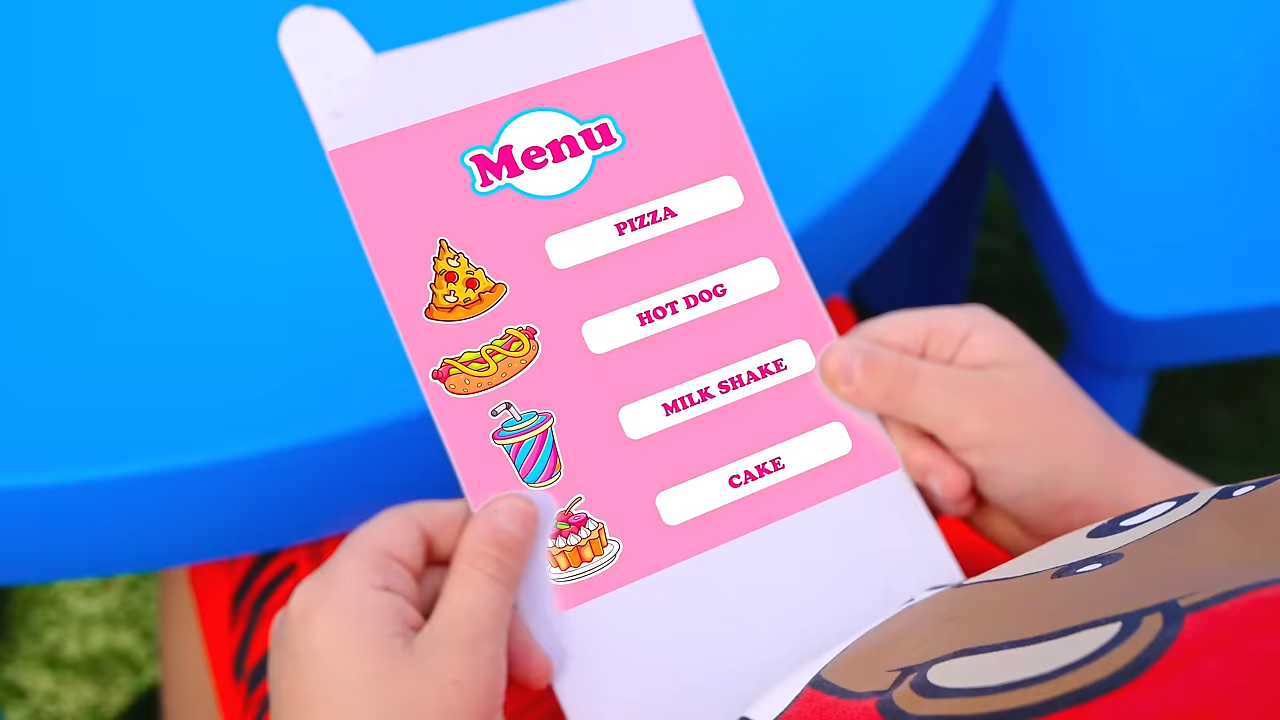 Menu
PIZZA
HOT DOG
MILK SHAKE
CAKE